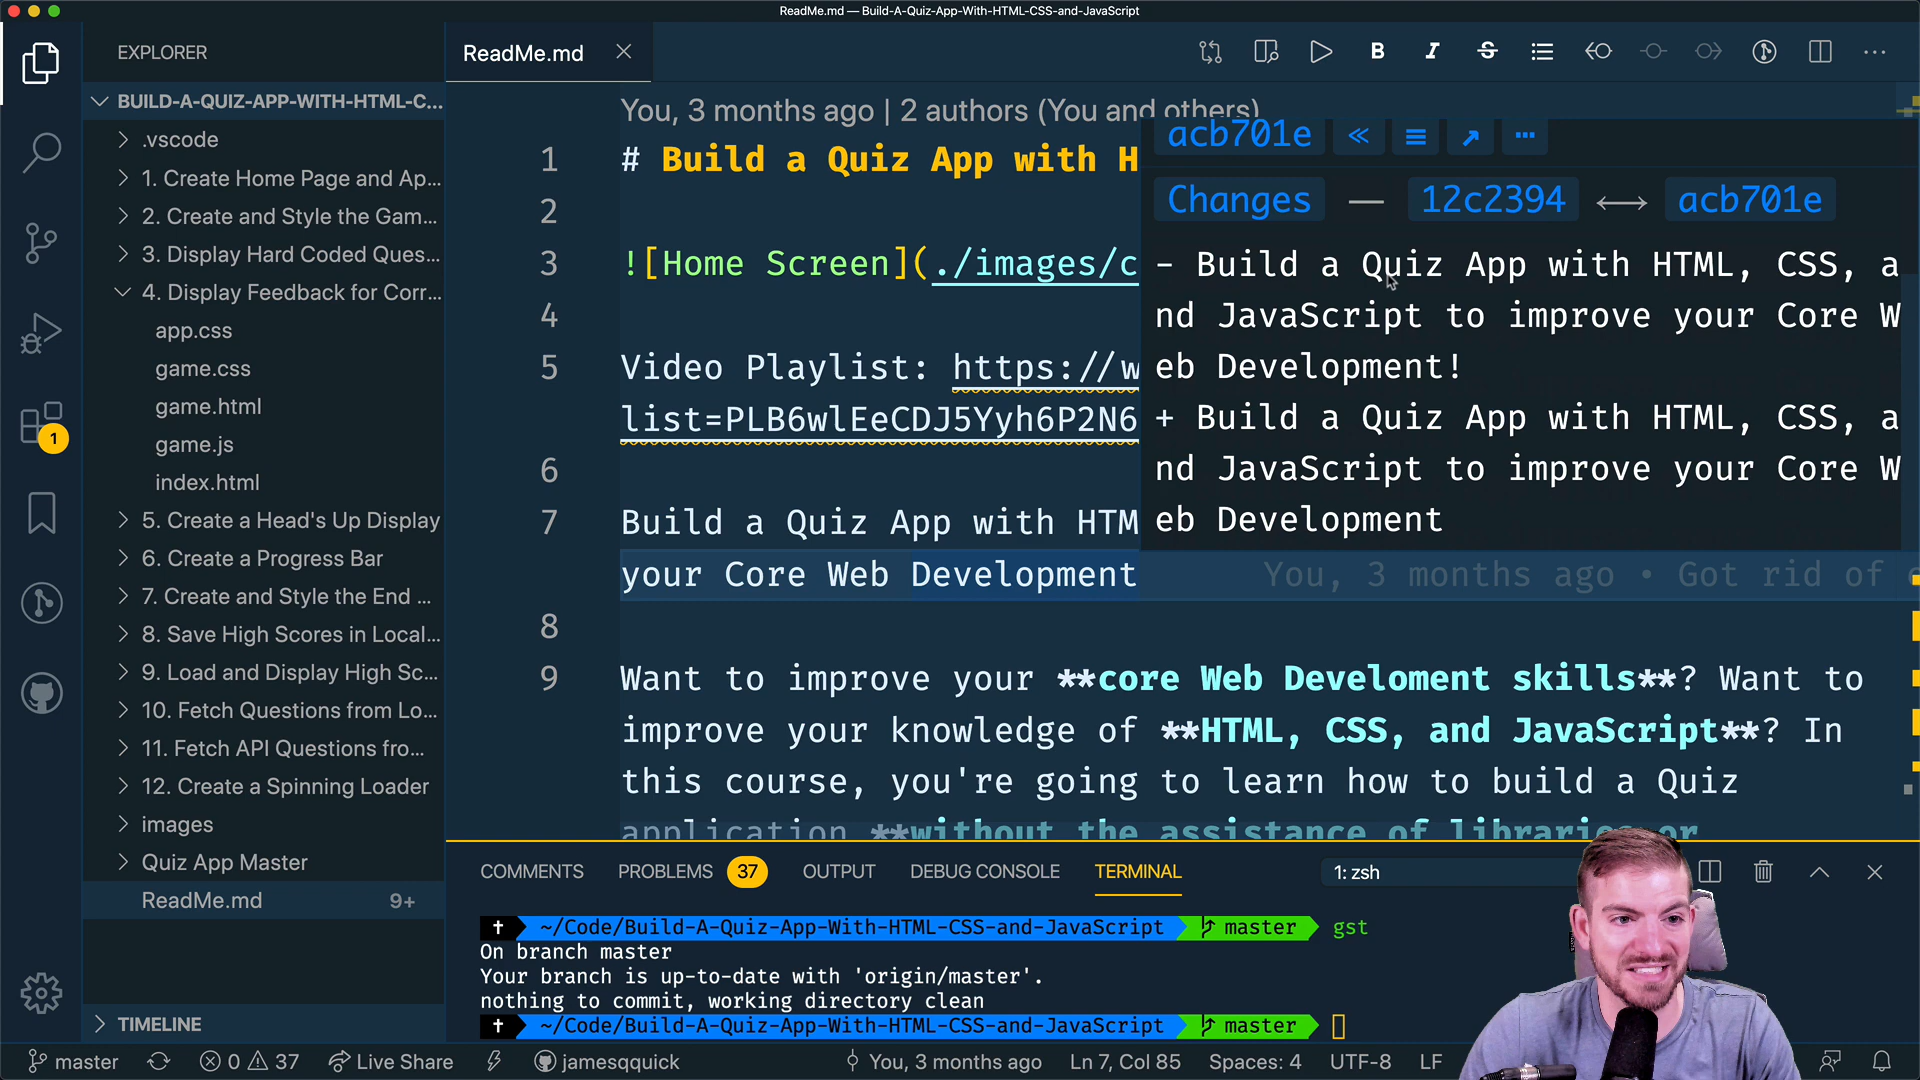 ReadMe.md — Build-A-Quiz-App-With-HTML-CSS-and-JavaScript
EXPLORER
BUILD-A-QUIZ-APP-WITH-HTML-C...
.vscode
1. Create Home Page and Ap...
2. Create and Style the Gam...
3. Display Hard Coded Ques...
4. Display Feedback for Corr...
app.css
game.css
game.html
game.js
index.html
5. Create a Head's Up Display
6. Create a Progress Bar
7. Create and Style the End ...
8. Save High Scores in Local...
9. Load and Display High Sc...
10. Fetch Questions from Lo...
11. Fetch API Questions fro...
12. Create a Spinning Loader
images
Quiz App Master
ReadMe.md 9+
TIMELINE
1
ReadMe.md
You, 3 months ago | 2 authors (You and others)
1 # Build a Quiz App with H
2
3 ![Home Screen](./images/c
4
5 Video Playlist: https://w
list=PLB6wlEeCDJ5Yyh6P2N6
6
7 Build a Quiz App with HTM
your Core Web Development You, 3 months ago • Got rid of
8
9 Want to improve your **core Web Develoment skills**? Want to
improve your knowledge of **HTML, CSS, and JavaScript**? In
this course, you're going to learn how to build a Quiz
application **without the assistance of libraries or
acb701e
Changes — 12c2394 ⟷ acb701e
- Build a Quiz App with HTML, CSS, a
nd JavaScript to improve your Core W
eb Development!
+ Build a Quiz App with HTML, CSS, a
nd JavaScript to improve your Core W
eb Development
COMMENTS PROBLEMS 37 OUTPUT DEBUG CONSOLE TERMINAL 1: zsh
~/Code/Build-A-Quiz-App-With-HTML-CSS-and-JavaScript master gst
On branch master
Your branch is up-to-date with 'origin/master'.
nothing to commit, working directory clean
~/Code/Build-A-Quiz-App-With-HTML-CSS-and-JavaScript master
master 0 37 Live Share jamesqquick You, 3 months ago Ln 7, Col 85 Spaces: 4 UTF-8 LF